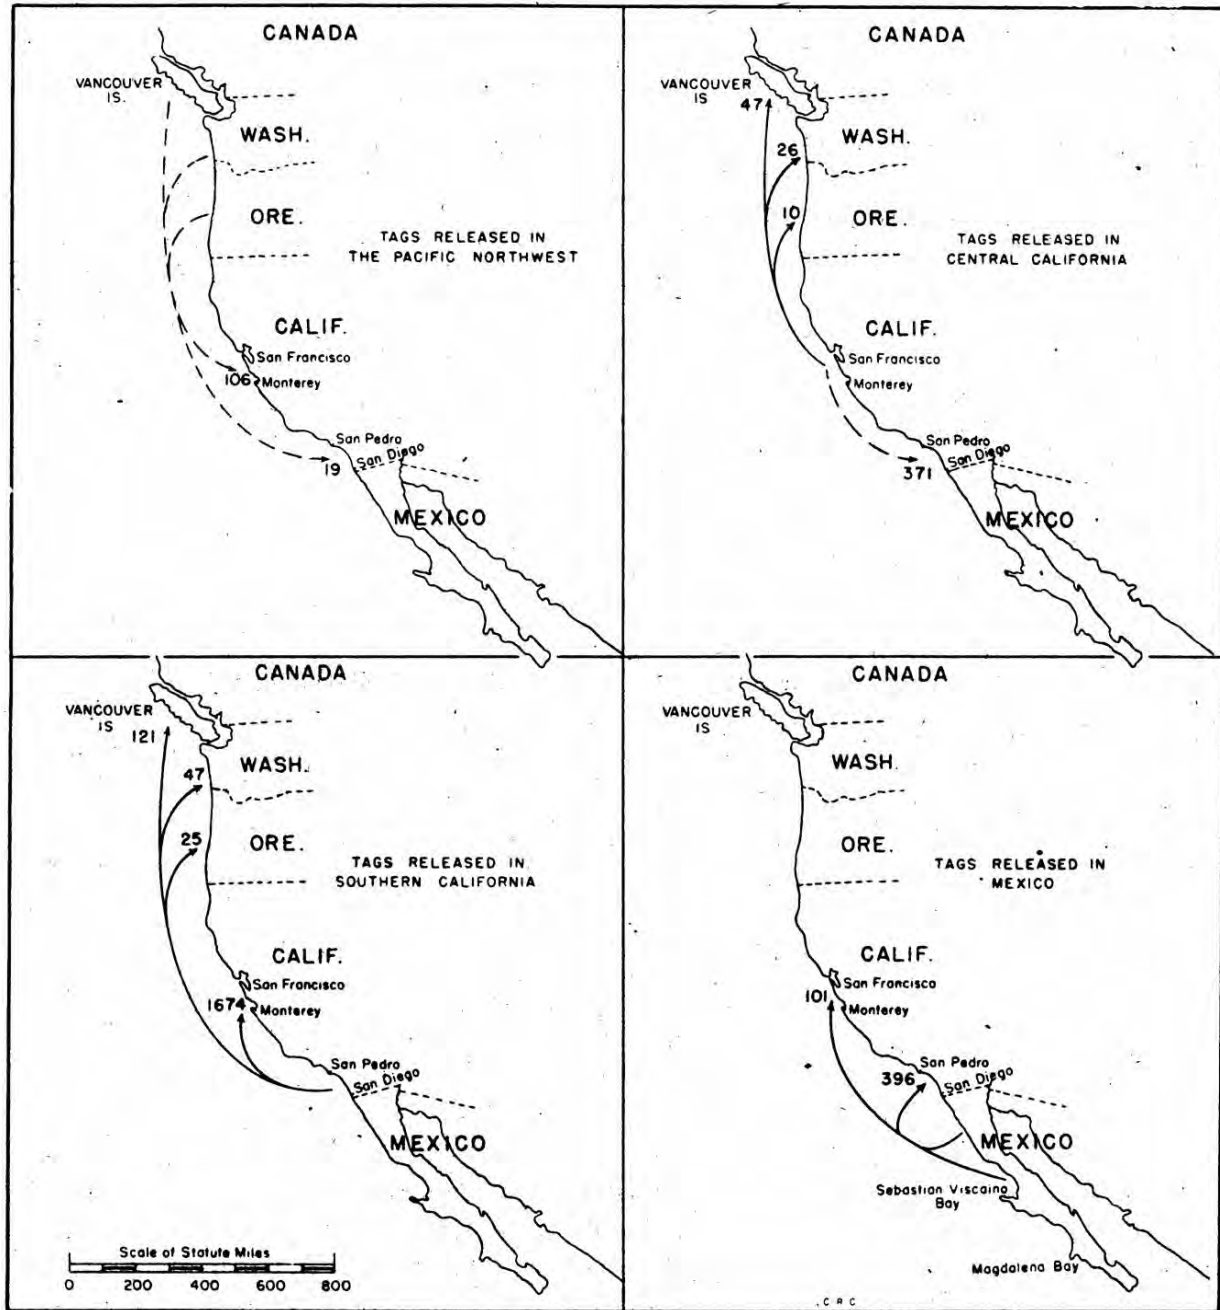 CANADA
VANCOUVER
IS.
WASH.
ORE.
TAGS RELEASED IN
THE PACIFIC NORTHWEST
CALIF.
San Francisco
106
Monterey
San Pedro
San Diego
19
MEXICO
CANADA
VANCOUVER
IS
47
WASH.
26
10
ORE.
TAGS RELEASED IN
CENTRAL CALIFORNIA
CALIF.
San Francisco
Monterey
San Pedro
San Diego
371
MEXICO
CANADA
VANCOUVER
IS
121
WASH.
47
25
ORE.
TAGS RELEASED IN
SOUTHERN CALIFORNIA
CALIF.
San Francisco
1674
Monterey
San Pedro
San Diego
MEXICO
Scale of Statute Miles
0 200 400 600 800
CANADA
VANCOUVER
IS
WASH.
ORE.
TAGS RELEASED IN
MEXICO
CALIF.
San Francisco
101
Monterey
San Pedro
396
San Diego
MEXICO
Sebastian Viscaino
Bay
Magdalena Bay
C R C